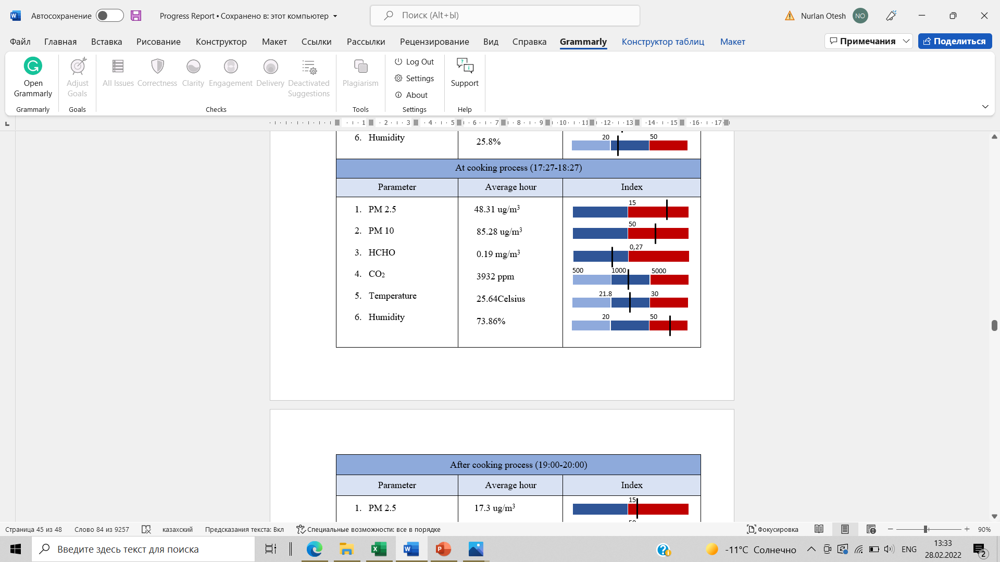 Автосохранение
Progress Report • Сохранено в: этот компьютер
Поиск (Alt+Ы)
Nurlan Otesh
NO
Файл Главная Вставка Рисование Конструктор Макет Ссылки Рассылки Рецензирование Вид Справка Grammarly Конструктор таблиц Макет
Примечания
Поделиться
Open Grammarly
Adjust Goals
All Issues Correctness Clarity Engagement Delivery Deactivated Suggestions
Plagiarism
Log Out
Settings
About
Support
Grammarly Goals Checks Tools Settings Help
1 2 3 4 5 6 7 8 9 10 11 12 13 14 15 16 17
6. Humidity 25.8% 20 50
At cooking process (17:27-18:27)
Parameter Average hour Index
1. PM 2.5 48.31 ug/m³ 15
2. PM 10 85.28 ug/m³ 50
3. HCHO 0.19 mg/m³ 0,27
4. CO₂ 3932 ppm 500 1000 5000
5. Temperature 25.64Celsius 21.8 30
6. Humidity 73.86% 20 50
After cooking process (19:00-20:00)
Parameter Average hour Index
1. PM 2.5 17.3 ug/m³ 15
Страница 45 из 48 Слово 84 из 9257 казахский Предсказания текста: Вкл Специальные возможности: все в порядке Фокусировка 90%
Введите здесь текст для поиска
-11°C Солнечно
ENG
13:33
28.02.2022
2